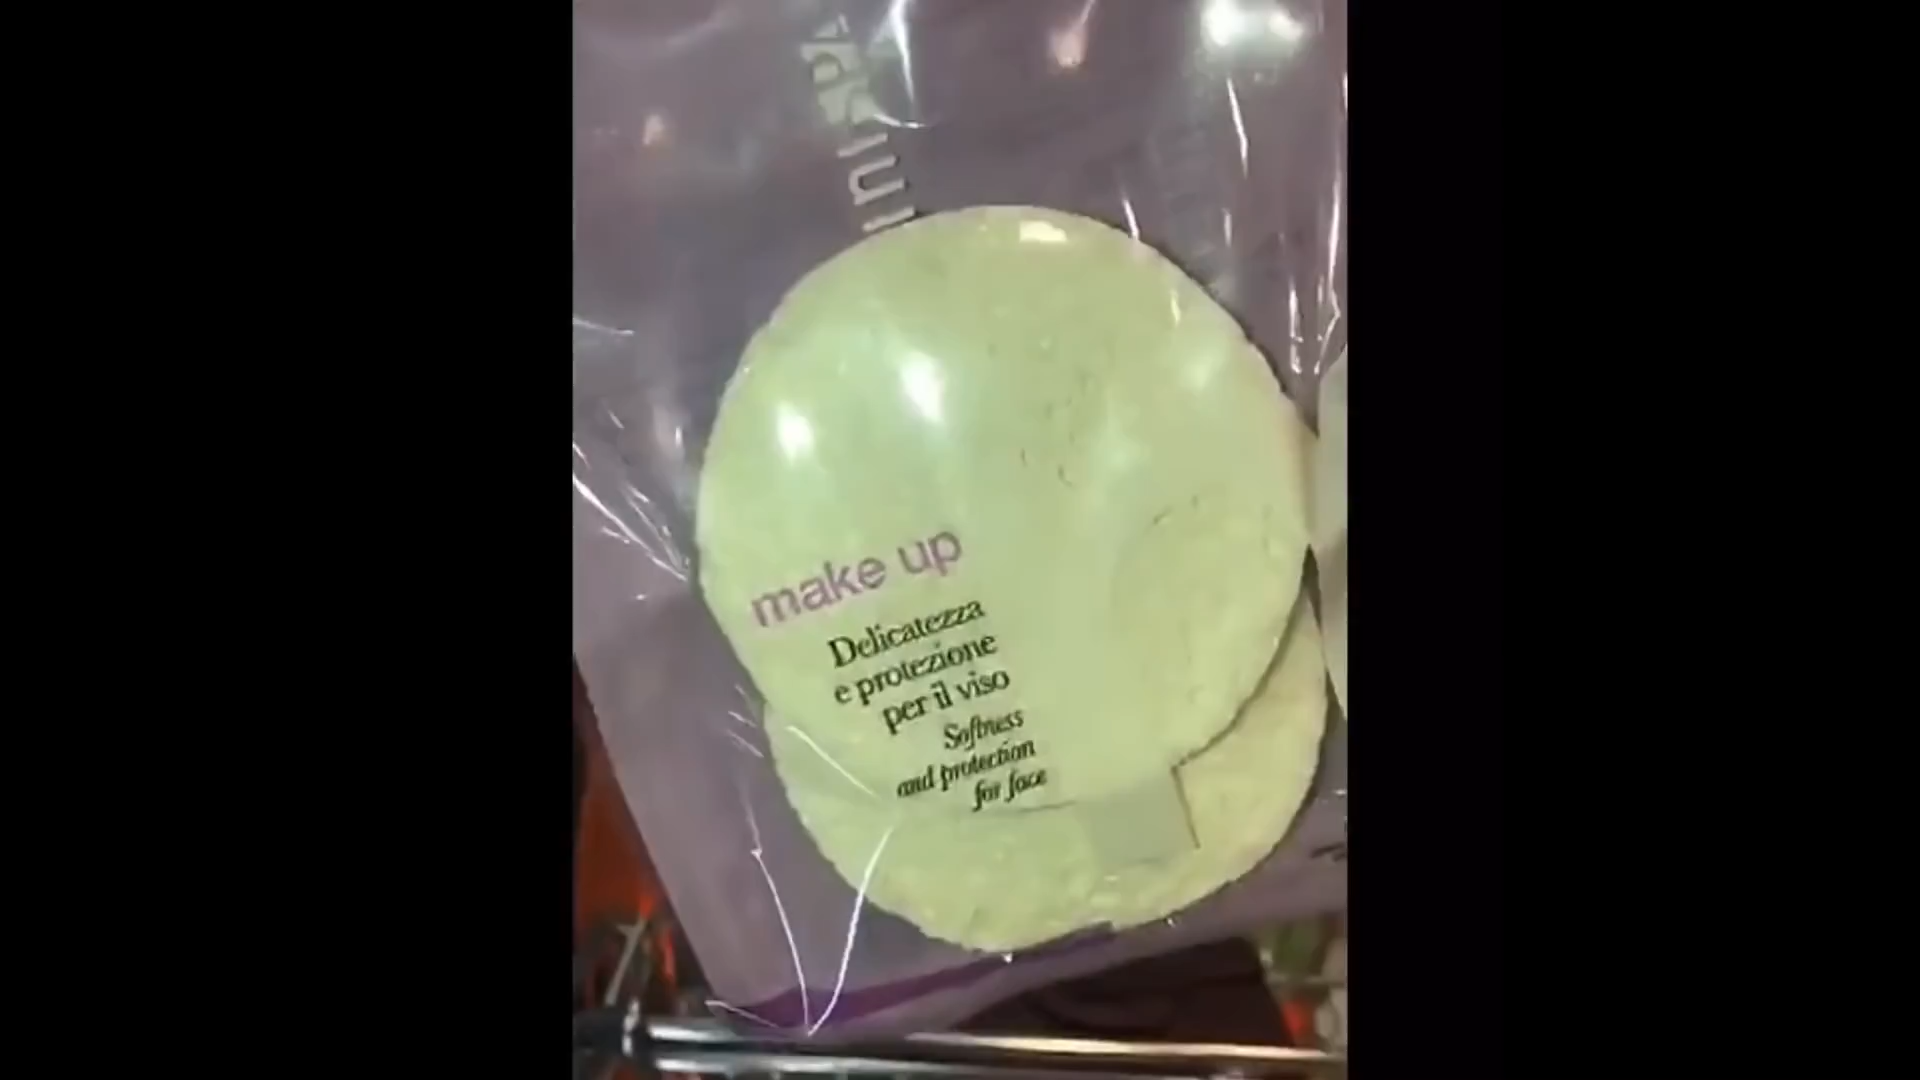 make up
Delicatezza
e protezione
per il viso
Softness
and protection
for face